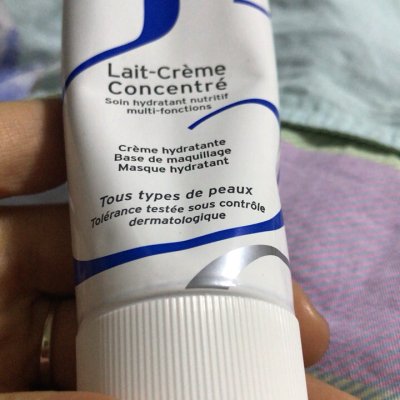 Lait-Crème
Concentré
Soin hydratant nutritif
multi-fonctions
Crème hydratante
Base de maquillage
Masque hydratant
Tous types de peaux
Tolérance testée sous contrôle
dermatologique